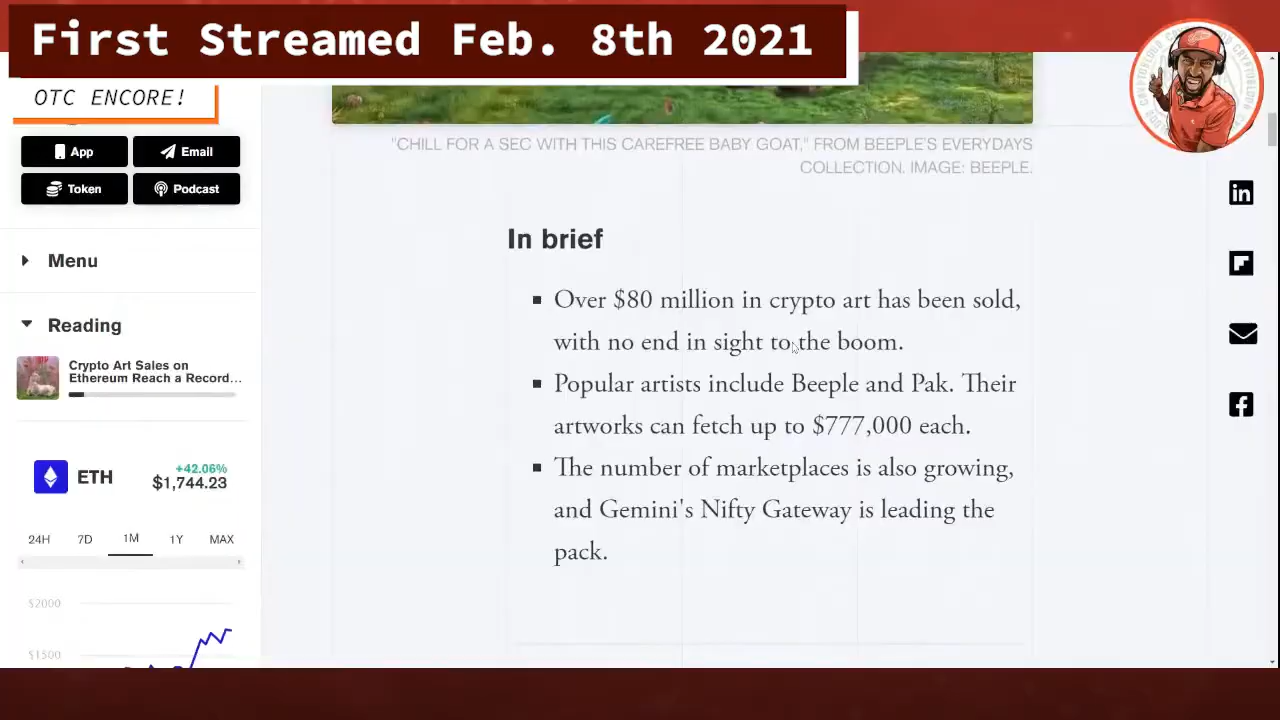 First Streamed Feb. 8th 2021
OTC ENCORE!
App
Email
Token
Podcast
Menu
Reading
Crypto Art Sales on
Ethereum Reach a Record...
ETH
+42.06%
$1,744.23
24H 7D 1M 1Y MAX
$2000
$1500
"CHILL FOR A SEC WITH THIS CAREFREE BABY GOAT," FROM BEEPLE'S EVERYDAYS
COLLECTION. IMAGE: BEEPLE.
In brief
Over $80 million in crypto art has been sold,
with no end in sight to the boom.
Popular artists include Beeple and Pak. Their
artworks can fetch up to $777,000 each.
The number of marketplaces is also growing,
and Gemini's Nifty Gateway is leading the
pack.